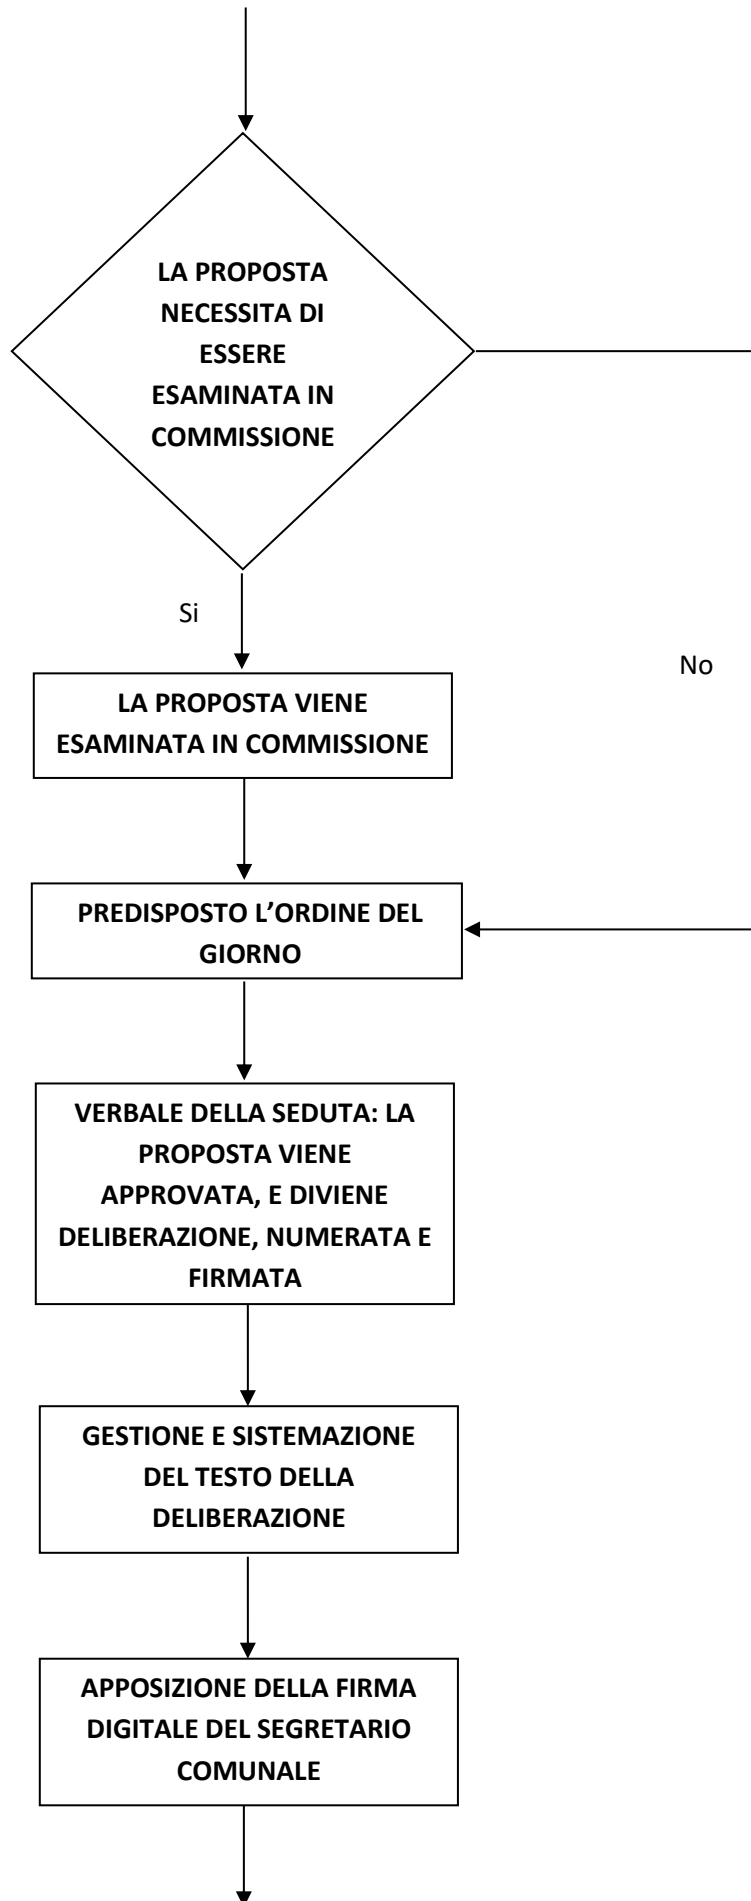 LA PROPOSTA
NECESSITA DI
ESSERE
ESAMINATA IN
COMMISSIONE
Si
No
LA PROPOSTA VIENE
ESAMINATA IN COMMISSIONE
PREDISPOSTO L’ORDINE DEL
GIORNO
VERBALE DELLA SEDUTA: LA
PROPOSTA VIENE
APPROVATA, E DIVIENE
DELIBERAZIONE, NUMERATA E
FIRMATA
GESTIONE E SISTEMAZIONE
DEL TESTO DELLA
DELIBERAZIONE
APPOSIZIONE DELLA FIRMA
DIGITALE DEL SEGRETARIO
COMUNALE